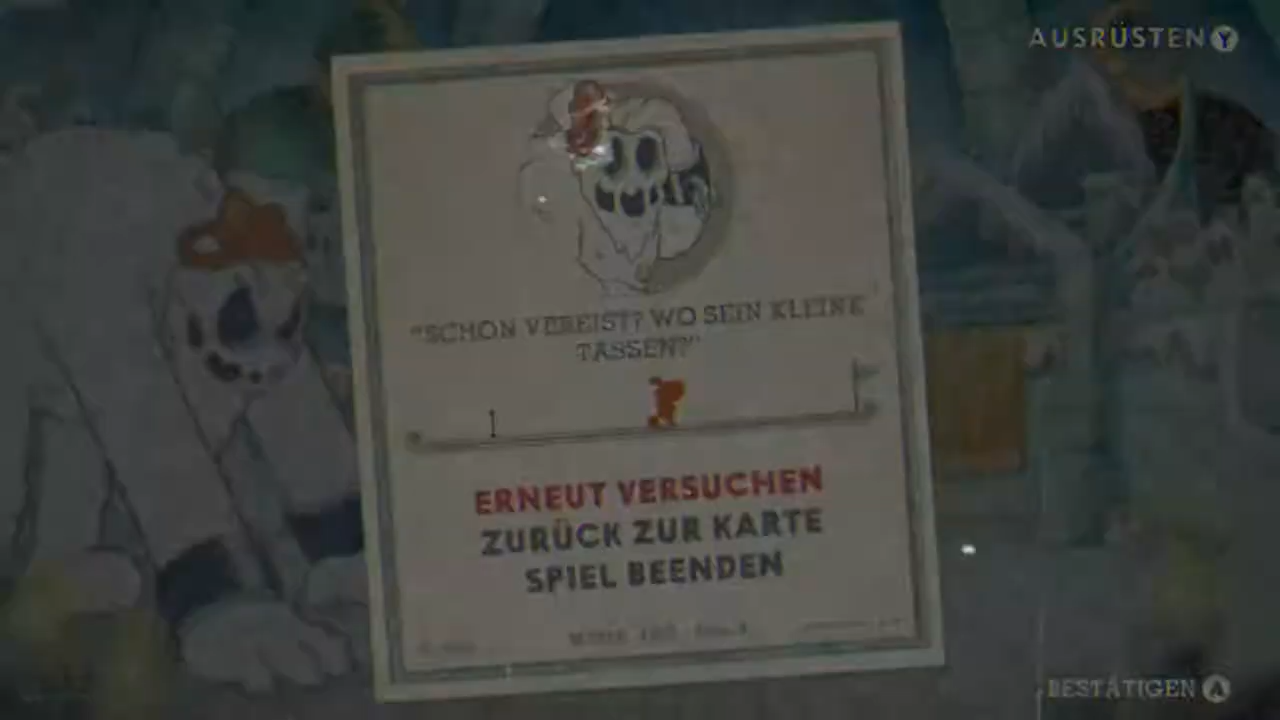 AUSRÜSTEN Y
"SCHON VEREIST? WO SEIN KLEINE
TASSEN?"
ERNEUT VERSUCHEN
ZURÜCK ZUR KARTE
SPIEL BEENDEN
BESTÄTIGEN A